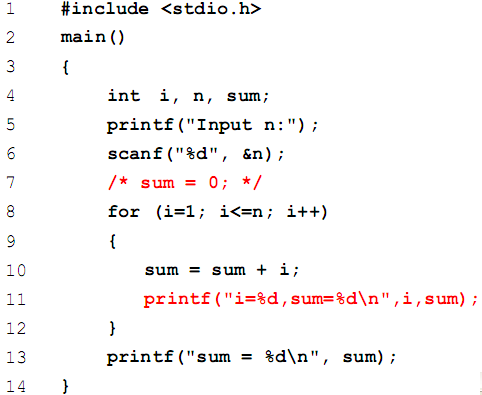 1 #include <stdio.h>
2 main()
3 {
4 int i, n, sum;
5 printf("Input n:");
6 scanf("%d", &n);
7 /* sum = 0; */
8 for (i=1; i<=n; i++)
9 {
10 sum = sum + i;
11 printf("i=%d,sum=%d\n",i,sum);
12 }
13 printf("sum = %d\n", sum);
14 }